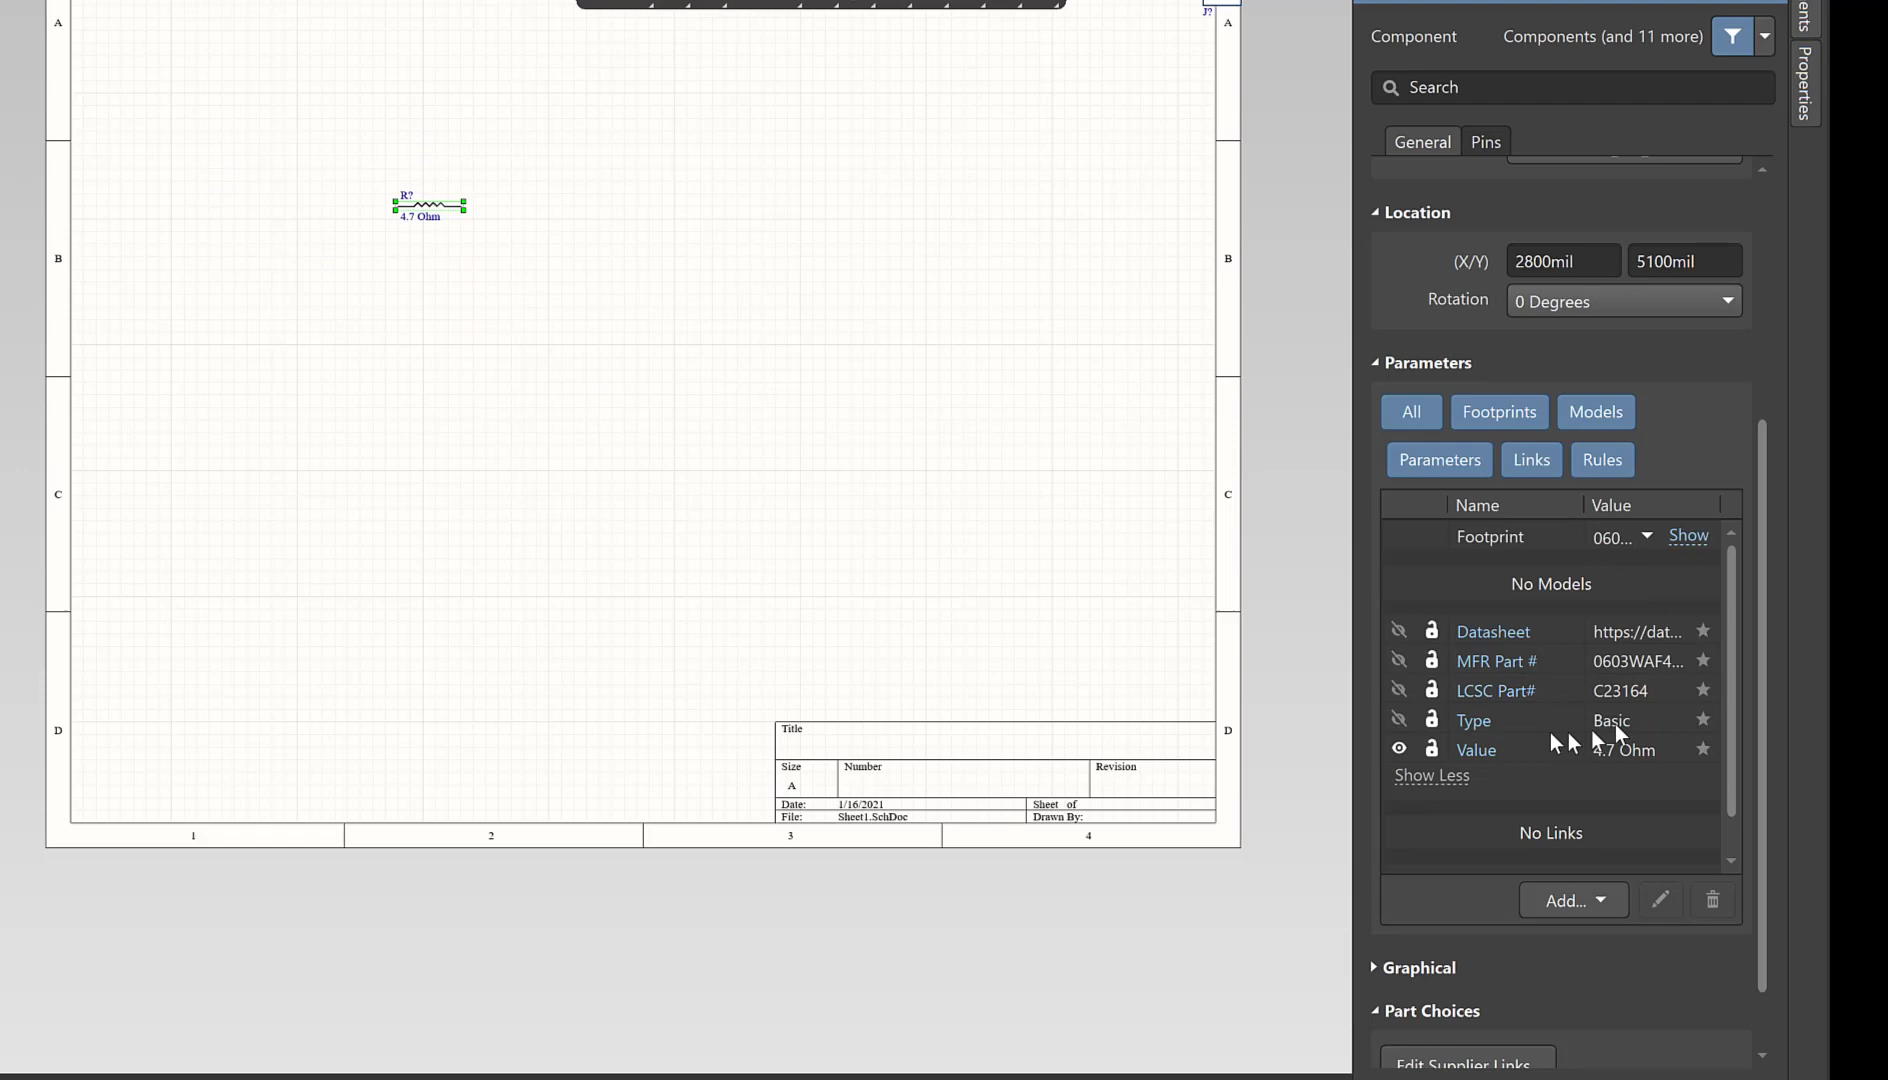 A
J?
A
R?
4.7 Ohm
B
B
C
C
D
D
Title
Size
Number
Revision
A
Date:
1/16/2021
Sheet of
File:
Sheet1.SchDoc
Drawn By:
1
2
3
4
Component
Components (and 11 more)
Search
General
Pins
Location
(X/Y)
2800mil
5100mil
Rotation
0 Degrees
Parameters
All
Footprints
Models
Parameters
Links
Rules
Name
Value
Footprint
060...
Show
No Models
Datasheet
https://dat...
MFR Part #
0603WAF4...
LCSC Part#
C23164
Type
Basic
Value
4.7 Ohm
Show Less
No Links
Add...
Graphical
Part Choices
Edit Supplier Links
Properties